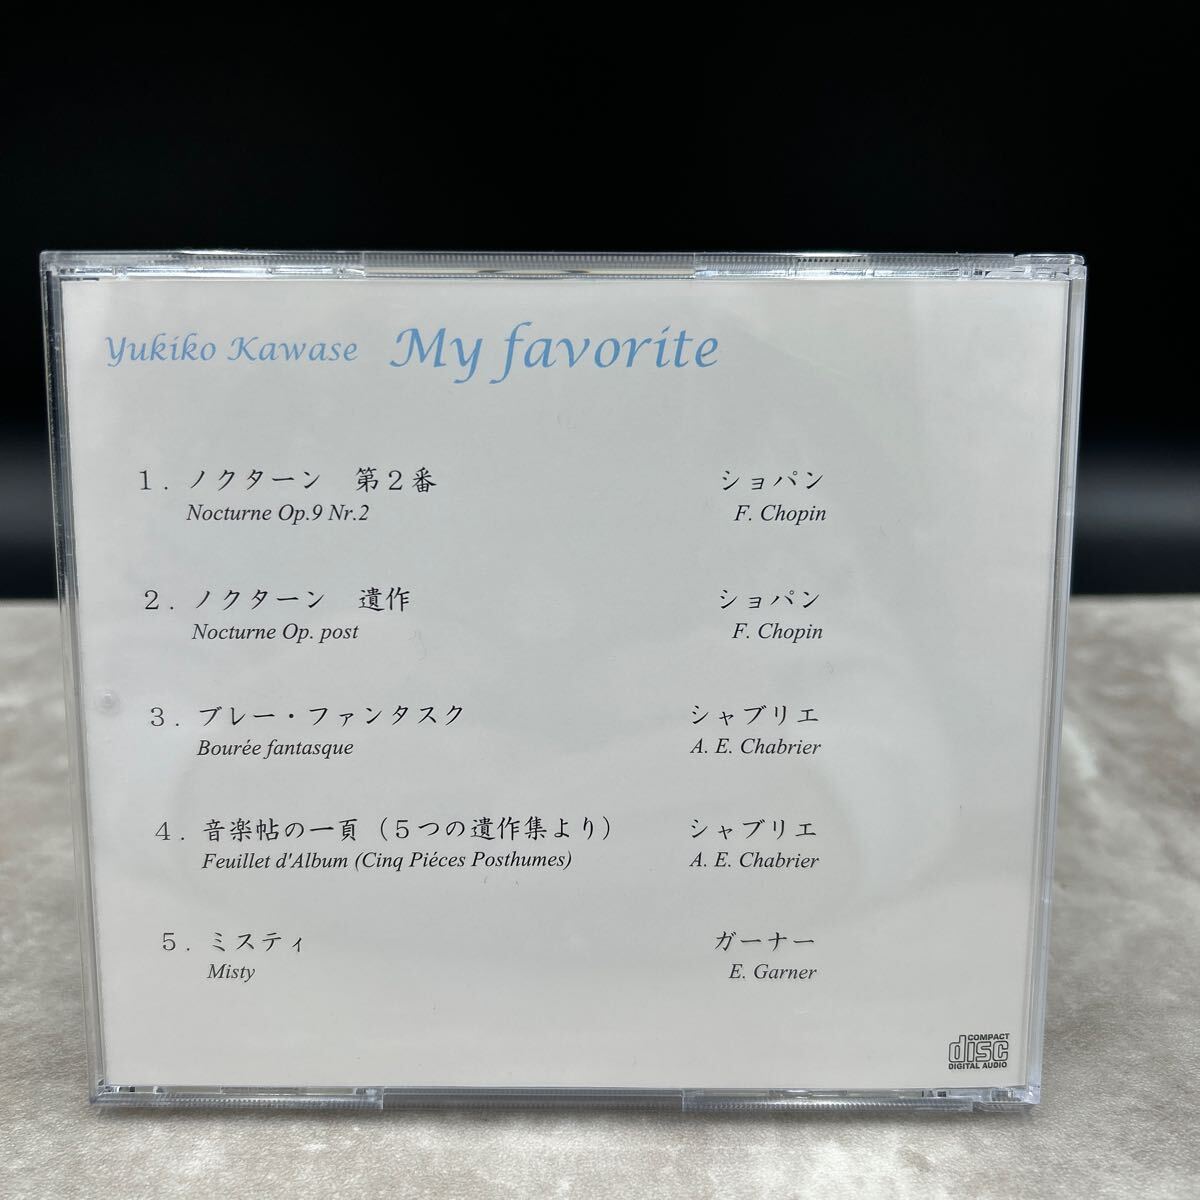 Yukiko Kawase My favorite
1. ノクターン 第2番 ショパン
Nocturne Op.9 Nr.2 F. Chopin
2. ノクターン 遺作 ショパン
Nocturne Op. post F. Chopin
3. ブレー・ファンタスク シャブリエ
Bourée fantasque A. E. Chabrier
4. 音楽帖の一頁(5つの遺作集より) シャブリエ
Feuillet d'Album (Cinq Piéces Posthumes) A. E. Chabrier
5. ミスティ ガーナー
Misty E. Garner
COMPACT
disc
DIGITAL AUDIO